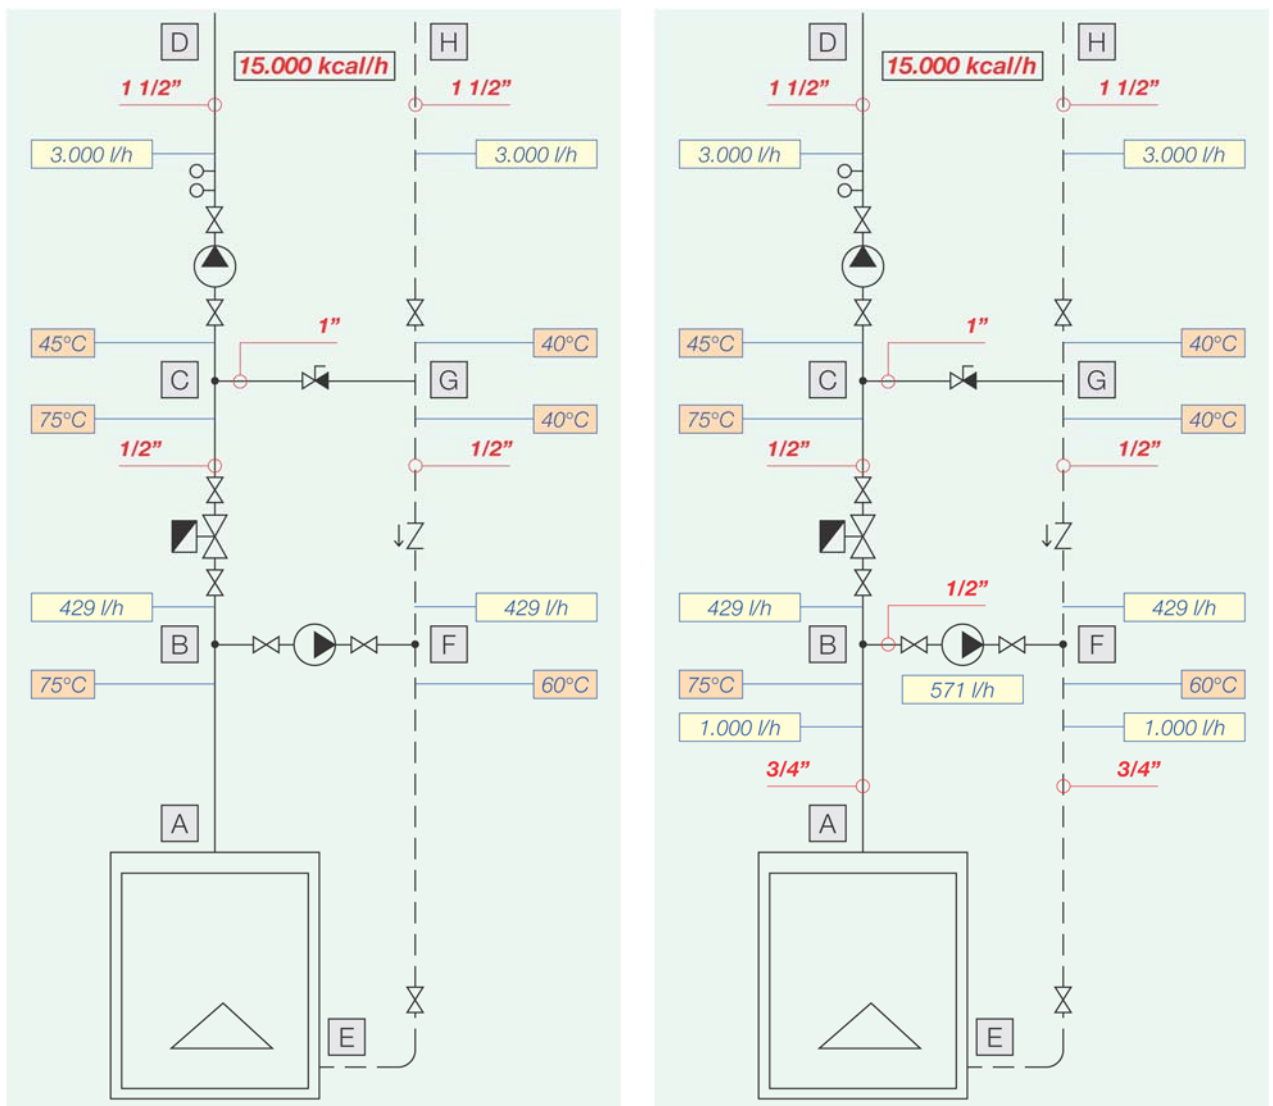 D
H
15.000 kcal/h
1 1/2”
1 1/2”
3.000 l/h
3.000 l/h
1”
45°C
40°C
C
G
75°C
40°C
1/2”
1/2”
429 l/h
429 l/h
B
F
75°C
60°C
A
E
D
H
15.000 kcal/h
1 1/2”
1 1/2”
3.000 l/h
3.000 l/h
1”
45°C
40°C
C
G
75°C
40°C
1/2”
1/2”
1/2”
429 l/h
429 l/h
B
F
75°C
571 l/h
60°C
1.000 l/h
1.000 l/h
3/4”
3/4”
A
E